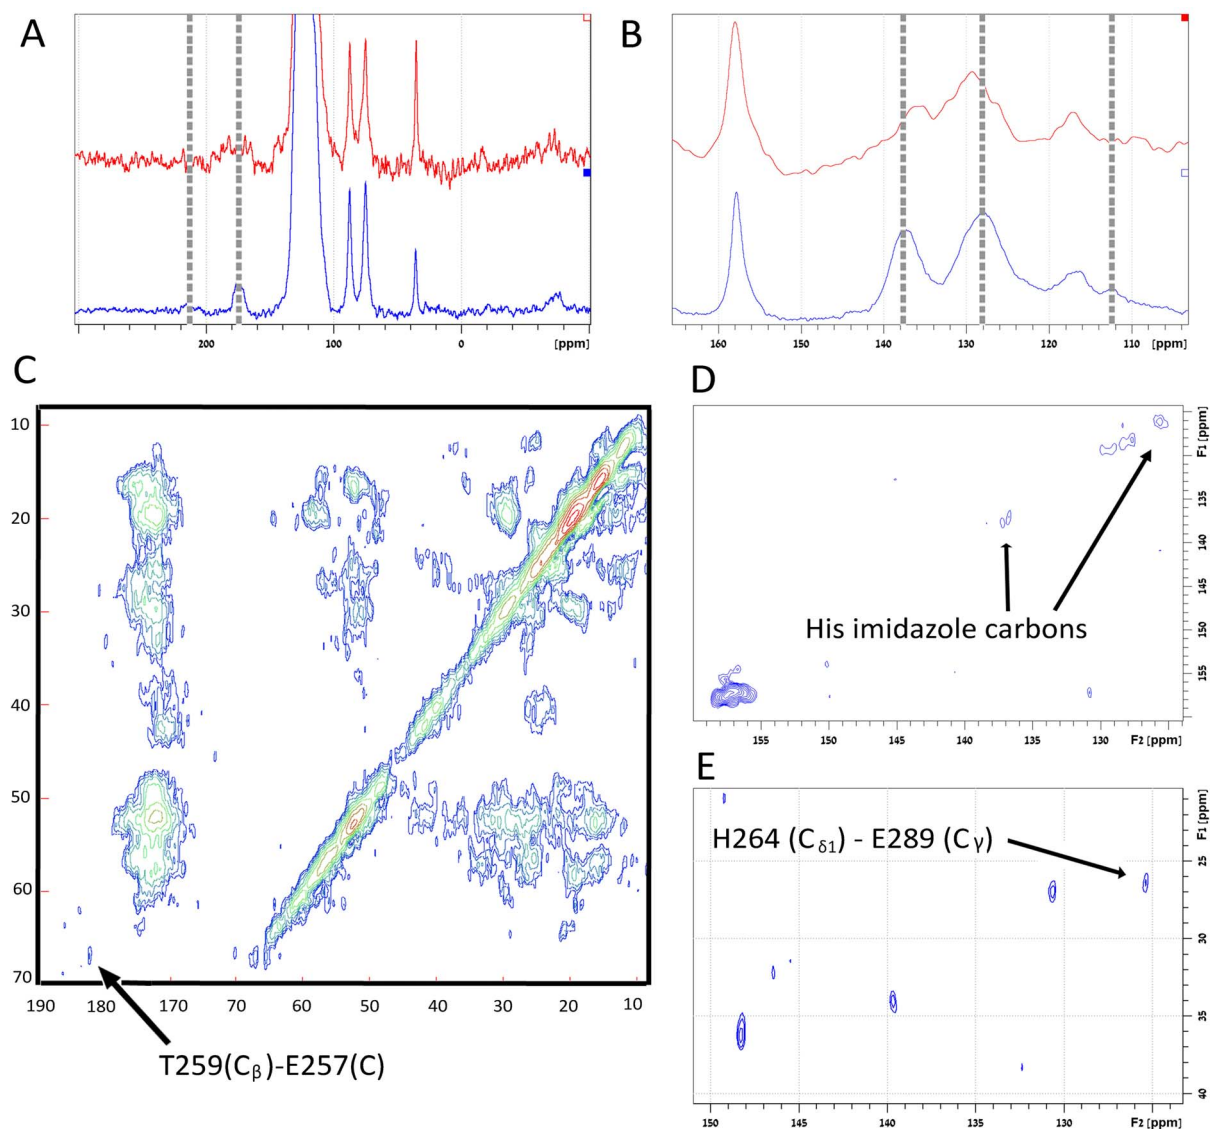 A
B
200 100 0 [ppm]
160 150 140 130 120 110 [ppm]
C
D
10
20
30
40
50
60
70
190 180 170 70 60 50 40 30 20 10
T259(Cβ)-E257(C)
F1 [ppm]
135
140
145
150
155
His imidazole carbons
155 150 145 140 135 130 F2 [ppm]
E
F1 [ppm]
25
30
35
40
H264 (Cδ1) - E289 (Cγ)
150 145 140 135 130 F2 [ppm]